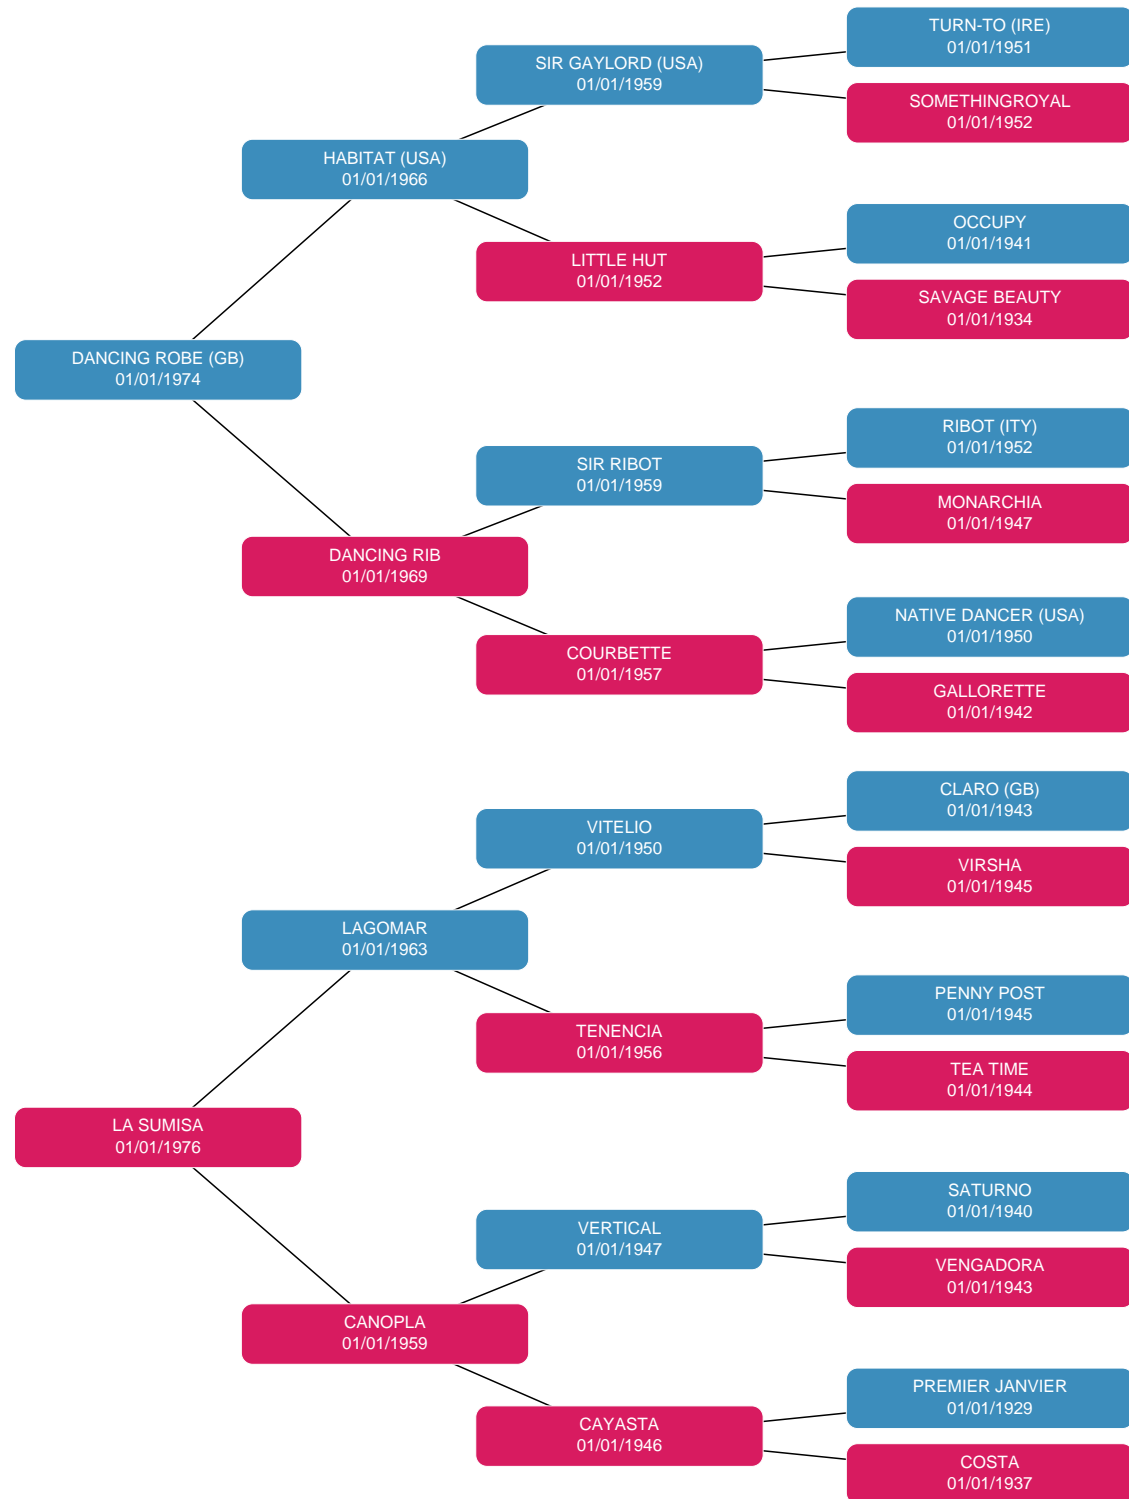 TURN-TO (IRE)
01/01/1951
SIR GAYLORD (USA)
01/01/1959
SOMETHINGROYAL
01/01/1952
HABITAT (USA)
01/01/1966
OCCUPY
01/01/1941
LITTLE HUT
01/01/1952
SAVAGE BEAUTY
01/01/1934
DANCING ROBE (GB)
01/01/1974
RIBOT (ITY)
01/01/1952
SIR RIBOT
01/01/1959
MONARCHIA
01/01/1947
DANCING RIB
01/01/1969
NATIVE DANCER (USA)
01/01/1950
COURBETTE
01/01/1957
GALLORETTE
01/01/1942
CLARO (GB)
01/01/1943
VITELIO
01/01/1950
VIRSHA
01/01/1945
LAGOMAR
01/01/1963
PENNY POST
01/01/1945
TENENCIA
01/01/1956
TEA TIME
01/01/1944
LA SUMISA
01/01/1976
SATURNO
01/01/1940
VERTICAL
01/01/1947
VENGADORA
01/01/1943
CANOPLA
01/01/1959
PREMIER JANVIER
01/01/1929
CAYASTA
01/01/1946
COSTA
01/01/1937